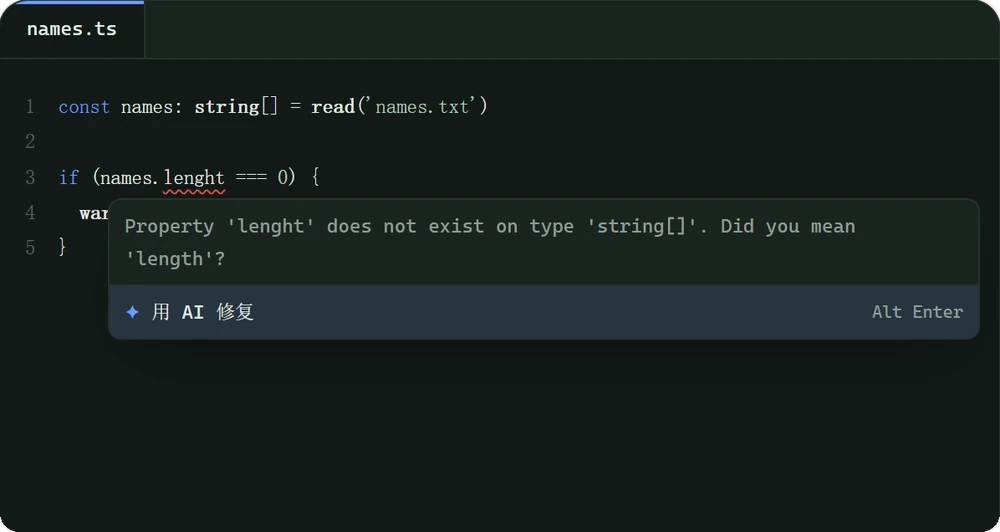 names.ts
1 const names: string[] = read('names.txt')
2
3 if (names.lenght === 0) {
4 war
5 }
Property 'lenght' does not exist on type 'string[]'. Did you mean
'length'?
✦ 用 AI 修复 Alt Enter